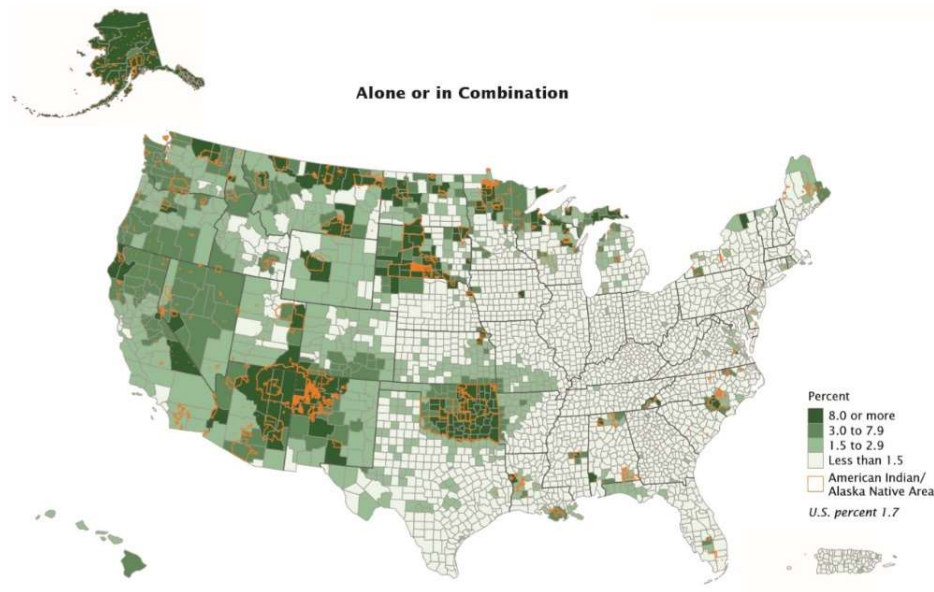 Alone or in Combination
Percent
8.0 or more
3.0 to 7.9
1.5 to 2.9
Less than 1.5
American Indian/
Alaska Native Area
U.S. percent 1.7